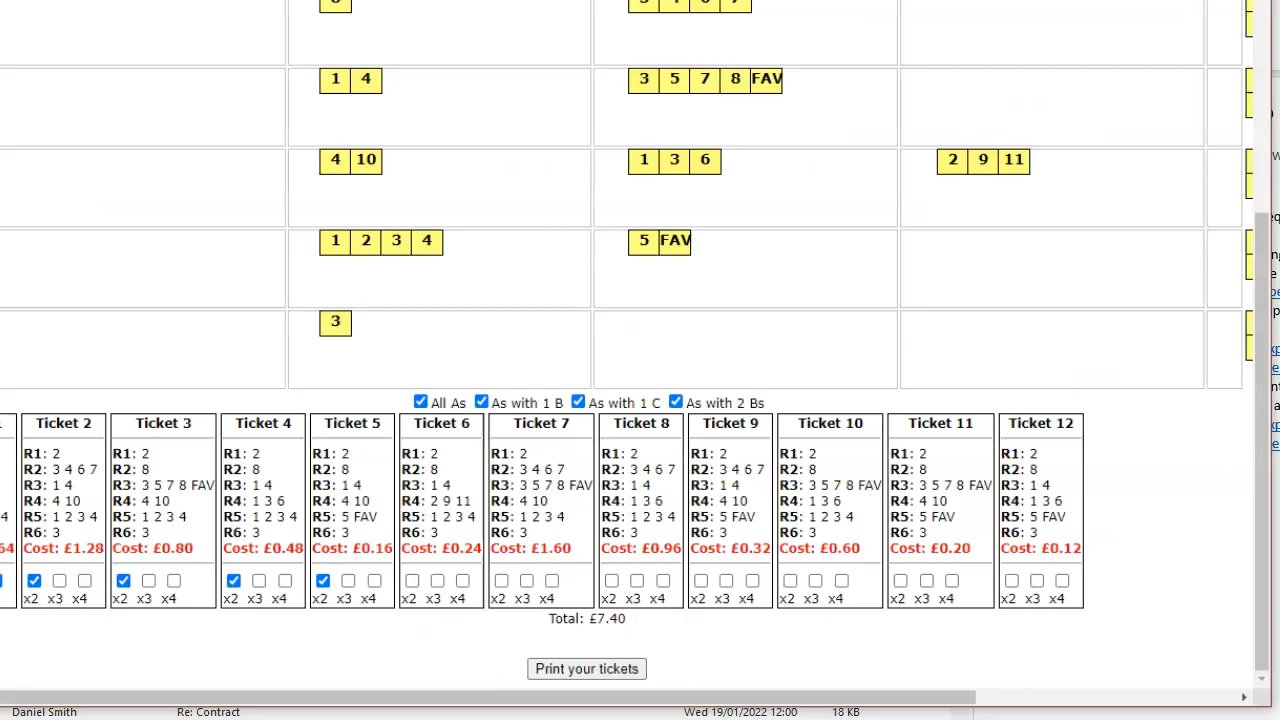 1 4 3 5 7 8 FAV
4 10 1 3 6 2 9 11
1 2 3 4 5 FAV
3
All As As with 1 B As with 1 C As with 2 Bs
Ticket 2 Ticket 3 Ticket 4 Ticket 5 Ticket 6 Ticket 7 Ticket 8 Ticket 9 Ticket 10 Ticket 11 Ticket 12
R1: 2 R1: 2 R1: 2 R1: 2 R1: 2 R1: 2 R1: 2 R1: 2 R1: 2 R1: 2 R1: 2
R2: 3 4 6 7 R2: 8 R2: 8 R2: 8 R2: 8 R2: 3 4 6 7 R2: 3 4 6 7 R2: 3 4 6 7 R2: 8 R2: 8 R2: 8
R3: 1 4 R3: 3 5 7 8 FAV R3: 1 4 R3: 1 4 R3: 1 4 R3: 3 5 7 8 FAV R3: 1 4 R3: 1 4 R3: 3 5 7 8 FAV R3: 3 5 7 8 FAV R3: 1 4
R4: 4 10 R4: 4 10 R4: 1 3 6 R4: 4 10 R4: 2 9 11 R4: 4 10 R4: 1 3 6 R4: 4 10 R4: 1 3 6 R4: 4 10 R4: 1 3 6
4 R5: 1 2 3 4 R5: 1 2 3 4 R5: 1 2 3 4 R5: 5 FAV R5: 1 2 3 4 R5: 1 2 3 4 R5: 1 2 3 4 R5: 5 FAV R5: 1 2 3 4 R5: 5 FAV R5: 5 FAV
R6: 3 R6: 3 R6: 3 R6: 3 R6: 3 R6: 3 R6: 3 R6: 3 R6: 3 R6: 3 R6: 3
64 Cost: £1.28 Cost: £0.80 Cost: £0.48 Cost: £0.16 Cost: £0.24 Cost: £1.60 Cost: £0.96 Cost: £0.32 Cost: £0.60 Cost: £0.20 Cost: £0.12
x2 x3 x4 x2 x3 x4 x2 x3 x4 x2 x3 x4 x2 x3 x4 x2 x3 x4 x2 x3 x4 x2 x3 x4 x2 x3 x4 x2 x3 x4 x2 x3 x4
Total: £7.40
Print your tickets
Daniel Smith Re: Contract Wed 19/01/2022 12:00 18 KB